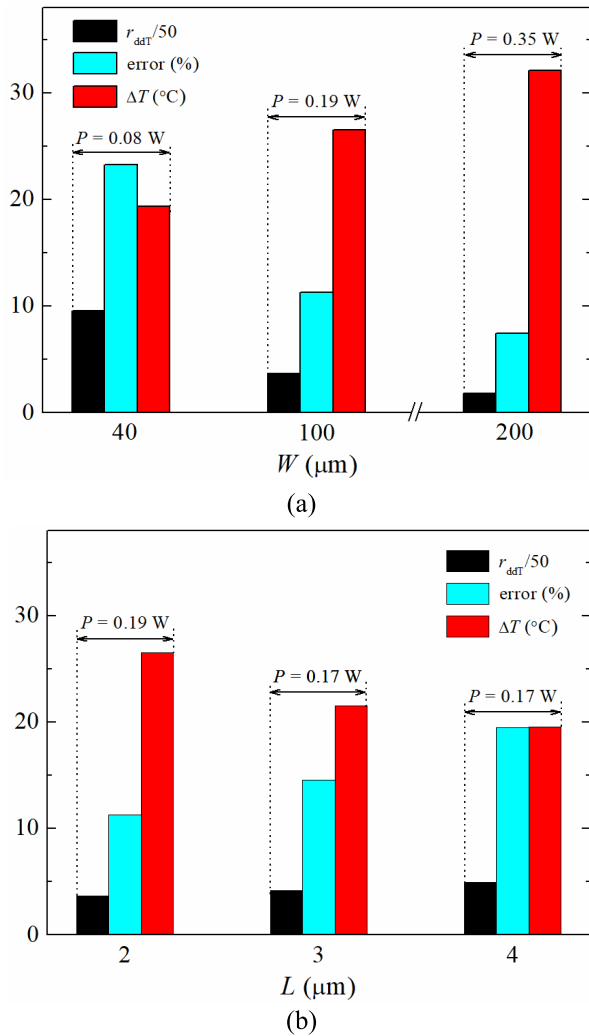 r_ddT/50
error (%)
ΔT (°C)
P = 0.08 W
P = 0.19 W
P = 0.35 W
30
20
10
0
40 100 200
W (μm)
(a)
r_ddT/50
error (%)
ΔT (°C)
P = 0.19 W
P = 0.17 W
P = 0.17 W
30
20
10
0
2 3 4
L (μm)
(b)